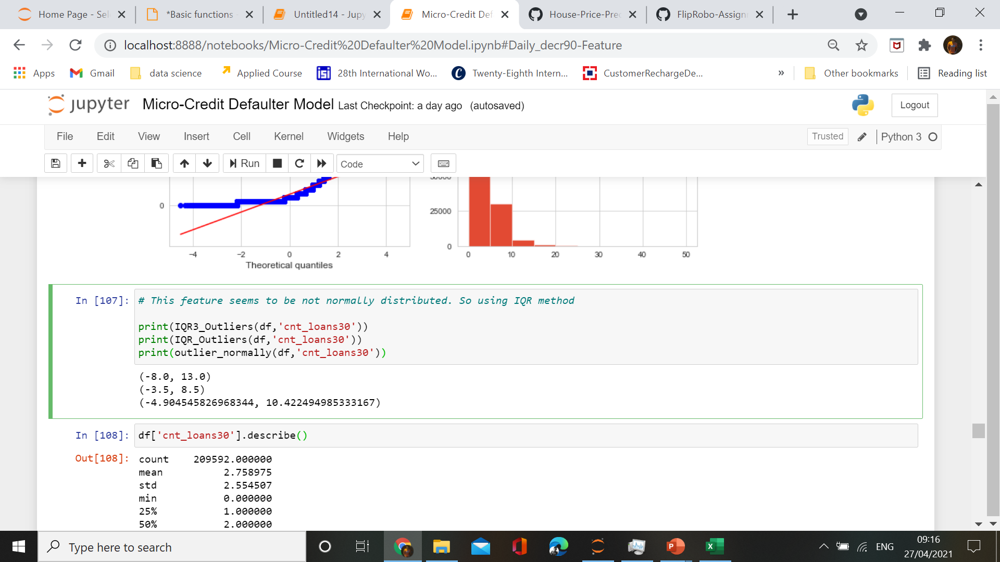 Home Page - Sel
*Basic functions -
Untitled14 - Jupy
Micro-Credit Def
House-Price-Prec
FlipRobo-Assignm
localhost:8888/notebooks/Micro-Credit%20Defaulter%20Model.ipynb#Daily_decr90-Feature
Apps
Gmail
data science
Applied Course
28th International Wo...
Twenty-Eighth Intern...
CustomerRechargeDe...
»
Other bookmarks
Reading list
jupyter
Micro-Credit Defaulter Model Last Checkpoint: a day ago (autosaved)
Logout
File Edit View Insert Cell Kernel Widgets Help
Trusted
Python 3
Run
Code
0
-4 -2 0 2 4
Theoretical quantiles
50000
25000
0
0 10 20 30 40 50
In [107]:
# This feature seems to be not normally distributed. So using IQR method
print(IQR3_Outliers(df,'cnt_loans30'))
print(IQR_Outliers(df,'cnt_loans30'))
print(outlier_normally(df,'cnt_loans30'))
(-8.0, 13.0)
(-3.5, 8.5)
(-4.904545826968344, 10.422494985333167)
In [108]: df['cnt_loans30'].describe()
Out[108]: count 209592.000000
mean 2.758975
std 2.554507
min 0.000000
25% 1.000000
50% 2.000000
Type here to search
ENG
09:16
27/04/2021